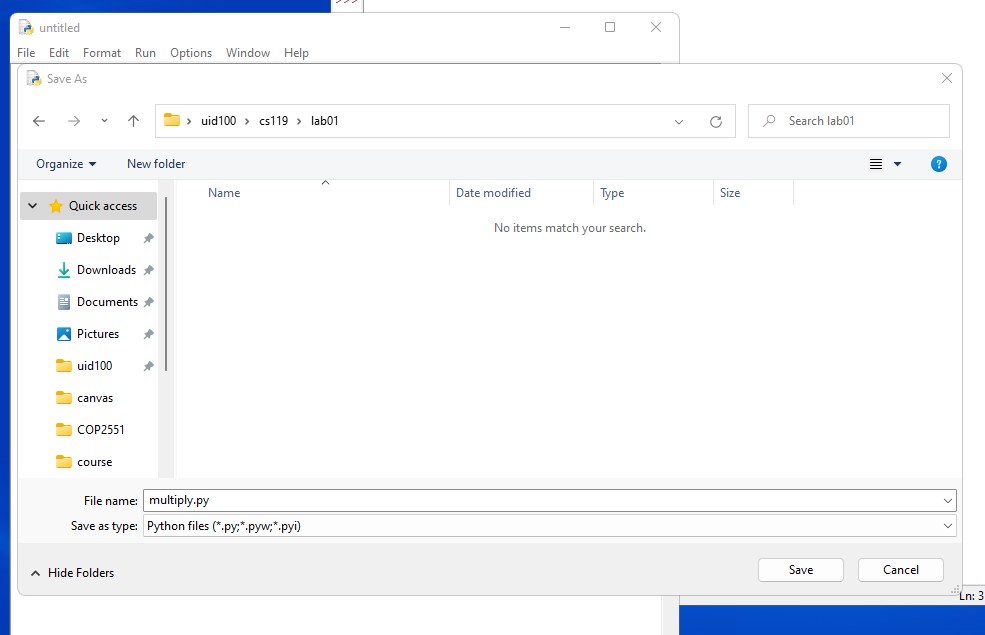 >>>
untitled
File Edit Format Run Options Window Help
Save As
uid100 › cs119 › lab01
Search lab01
Organize New folder
?
Quick access
Name Date modified Type Size
No items match your search.
Desktop
Downloads
Documents
Pictures
uid100
canvas
COP2551
course
File name: multiply.py
Save as type: Python files (*.py;*.pyw;*.pyi)
Hide Folders
Save Cancel
Ln: 3